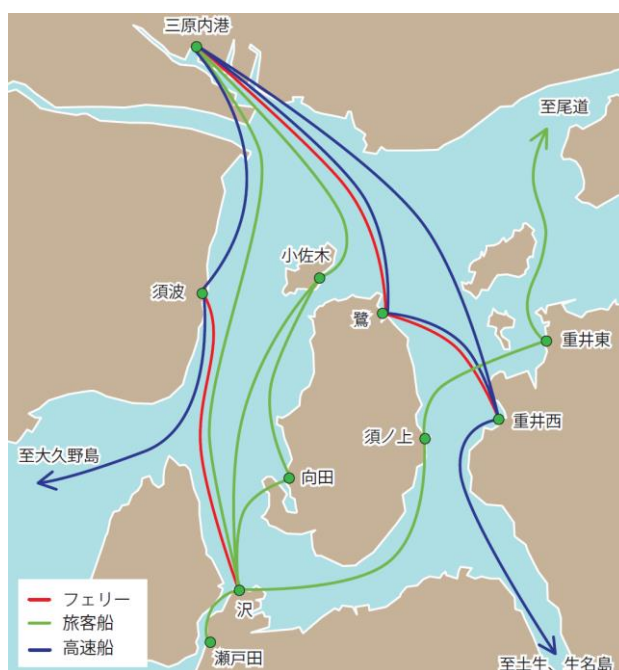 三原内港
至尾道
小佐木
須波
鷺
重井東
至大久野島
須ノ上
重井西
向田
フェリー
旅客船
高速船
沢
瀬戸田
至土生、生名島